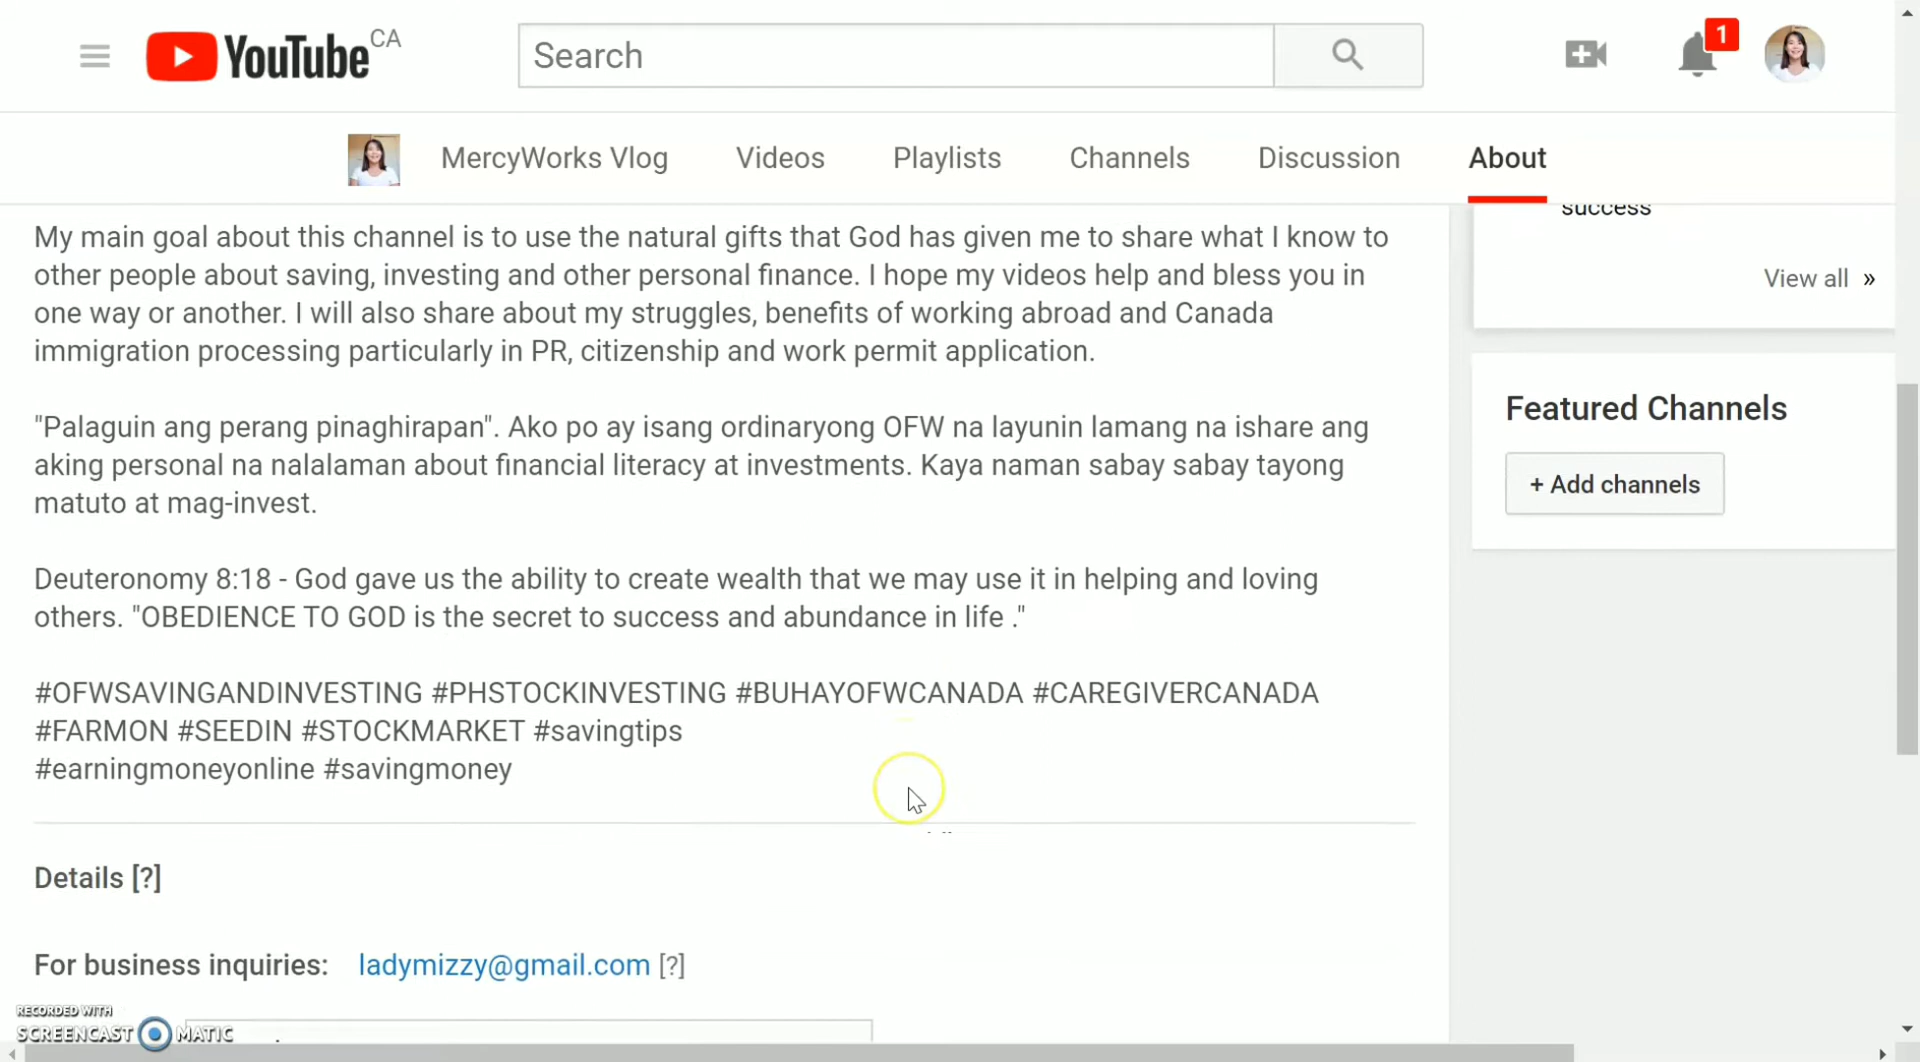 YouTube CA
Search
1
MercyWorks Vlog
Videos
Playlists
Channels
Discussion
About
My main goal about this channel is to use the natural gifts that God has given me to share what I know to
other people about saving, investing and other personal finance. I hope my videos help and bless you in
one way or another. I will also share about my struggles, benefits of working abroad and Canada
immigration processing particularly in PR, citizenship and work permit application.
"Palaguin ang perang pinaghirapan". Ako po ay isang ordinaryong OFW na layunin lamang na ishare ang
aking personal na nalalaman about financial literacy at investments. Kaya naman sabay sabay tayong
matuto at mag-invest.
Deuteronomy 8:18 - God gave us the ability to create wealth that we may use it in helping and loving
others. "OBEDIENCE TO GOD is the secret to success and abundance in life ."
#OFWSAVINGANDINVESTING #PHSTOCKINVESTING #BUHAYOFWCANADA #CAREGIVERCANADA
#FARMON #SEEDIN #STOCKMARKET #savingtips
#earningmoneyonline #savingmoney
Details [?]
For business inquiries: ladymizzy@gmail.com [?]
success
View all »
Featured Channels
+ Add channels
RECORDED WITH
SCREENCAST MATIC